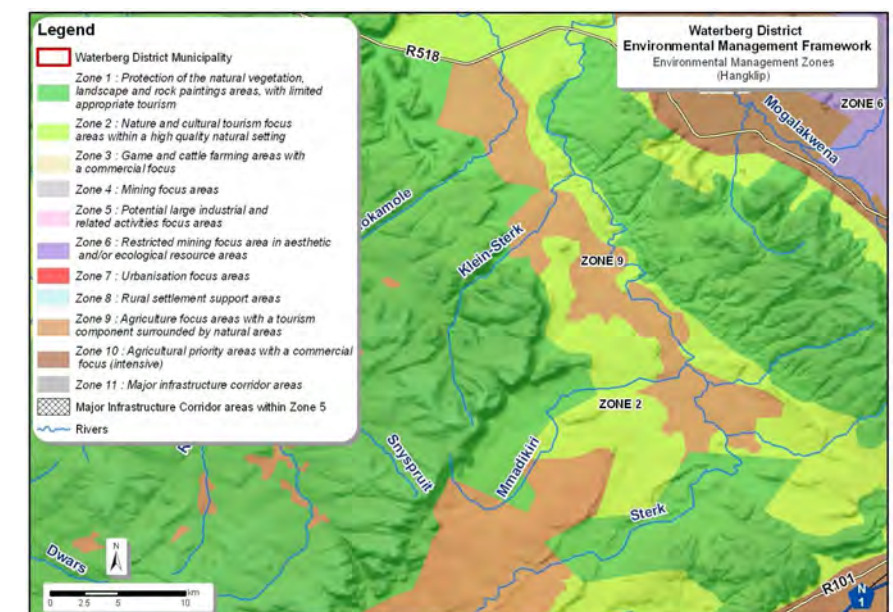 Legend
Waterberg District Municipality
Zone 1 : Protection of the natural vegetation,
landscape and rock paintings areas, with limited
appropriate tourism
Zone 2 : Nature and cultural tourism focus
areas within a high quality natural setting
Zone 3 : Game and cattle farming areas with
a commercial focus
Zone 4 : Mining focus areas
Zone 5 : Potential large industrial and
related activities focus areas
Zone 6 : Restricted mining focus area in aesthetic
and/or ecological resource areas
Zone 7 : Urbanisation focus areas
Zone 8 : Rural settlement support areas
Zone 9 : Agriculture focus areas with a tourism
component surrounded by natural areas
Zone 10 : Agricultural priority areas with a commercial
focus (intensive)
Zone 11 : Major infrastructure corridor areas
Major Infrastructure Corridor areas within Zone 5
Rivers
Waterberg District
Environmental Management Framework
Environmental Management Zones
(Hangklip)
R518
ZONE 6
Mogalakwena
okamole
Klein-Sterk
ZONE 9
ZONE 2
Snyspruit
Mmadikiri
Sterk
Dwars
N
km
0 2.5 5 10
R101
N
1